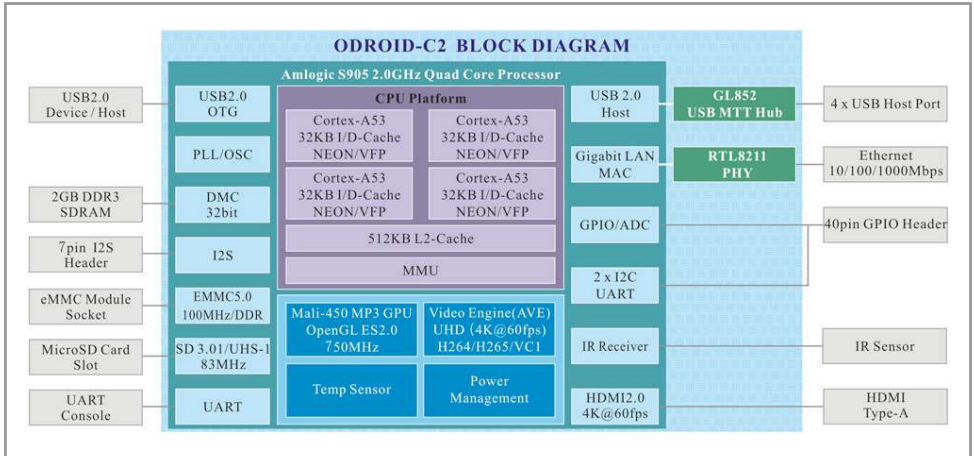 ODROID-C2 BLOCK DIAGRAM
Amlogic S905 2.0GHz Quad Core Processor
USB2.0
Device / Host
2GB DDR3
SDRAM
7pin I2S
Header
eMMC Module
Socket
MicroSD Card
Slot
UART
Console
USB2.0
OTG
PLL/OSC
DMC
32bit
I2S
EMMC5.0
100MHz/DDR
SD 3.01/UHS-1
83MHz
UART
CPU Platform
Cortex-A53
32KB I/D-Cache
NEON/VFP
Cortex-A53
32KB I/D-Cache
NEON/VFP
Cortex-A53
32KB I/D-Cache
NEON/VFP
Cortex-A53
32KB I/D-Cache
NEON/VFP
512KB L2-Cache
MMU
Mali-450 MP3 GPU
OpenGL ES2.0
750MHz
Video Engine(AVE)
UHD (4K@60fps)
H264/H265/VC1
Temp Sensor
Power
Management
USB 2.0
Host
Gigabit LAN
MAC
GPIO/ADC
2 x I2C
UART
IR Receiver
HDMI2.0
4K@60fps
GL852
USB MTT Hub
RTL8211
PHY
4 x USB Host Port
Ethernet
10/100/1000Mbps
40pin GPIO Header
IR Sensor
HDMI
Type-A